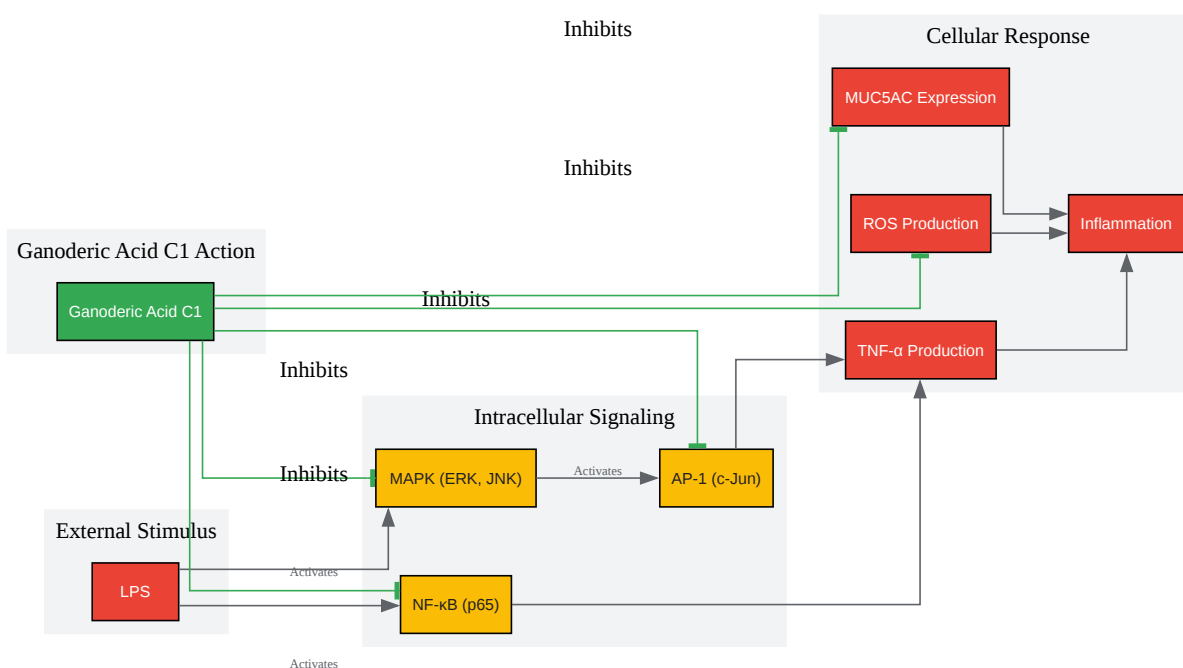 Inhibits
Cellular Response
MUC5AC Expression
Inhibits
ROS Production
Inflammation
Ganoderic Acid C1 Action
Ganoderic Acid C1
Inhibits
TNF-α Production
Inhibits
Intracellular Signaling
Inhibits
MAPK (ERK, JNK)
Activates
AP-1 (c-Jun)
External Stimulus
LPS
Activates
NF-κB (p65)
Activates